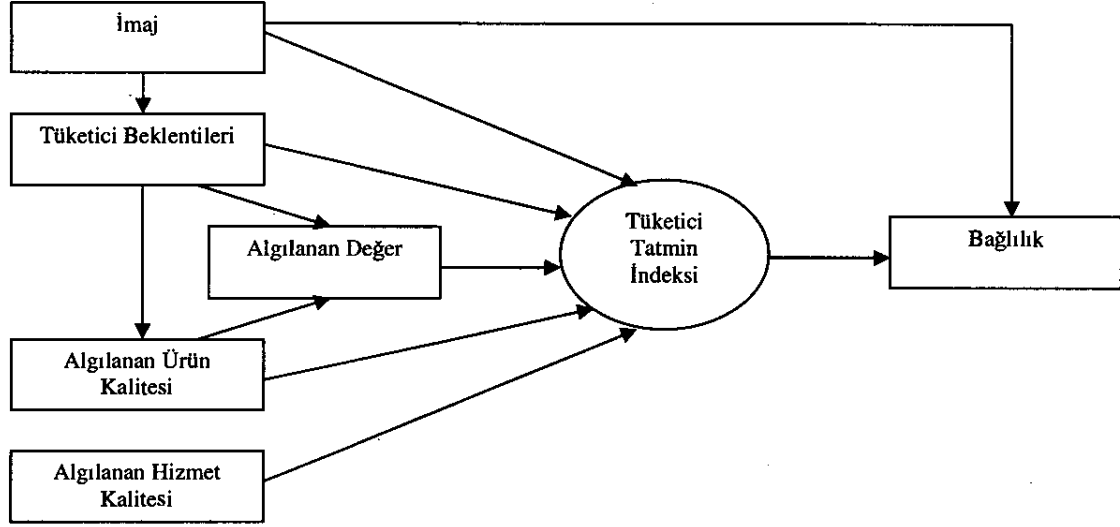 İmaj
Tüketici Beklentileri
Algılanan Değer
Tüketici
Tatmin
İndeksi
Bağlılık
Algılanan Ürün
Kalitesi
Algılanan Hizmet
Kalitesi